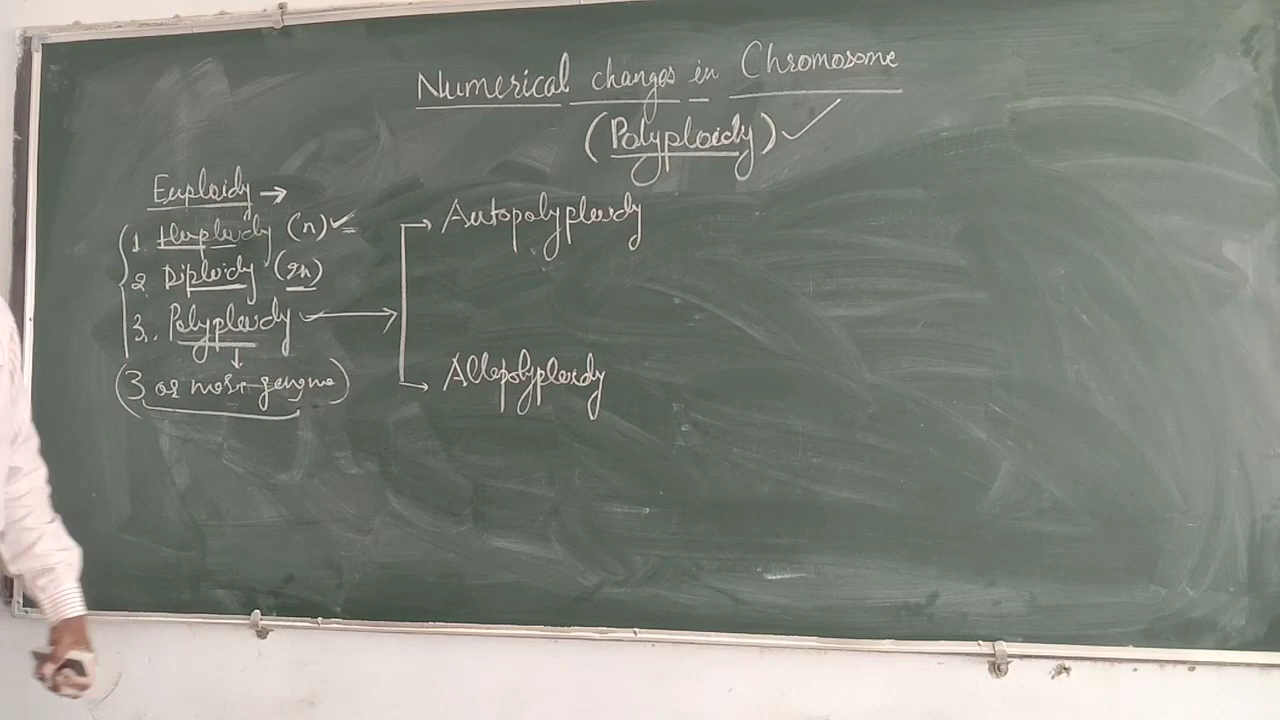 Numerical changes in Chromosome
(Polyploidy) ✓
Euploidy →
1. Haploidy (n) ✓
2. Diploidy (2n)
3. Polyploidy →
(3 or more genome)
→ Autopolyploidy
→ Allopolyploidy